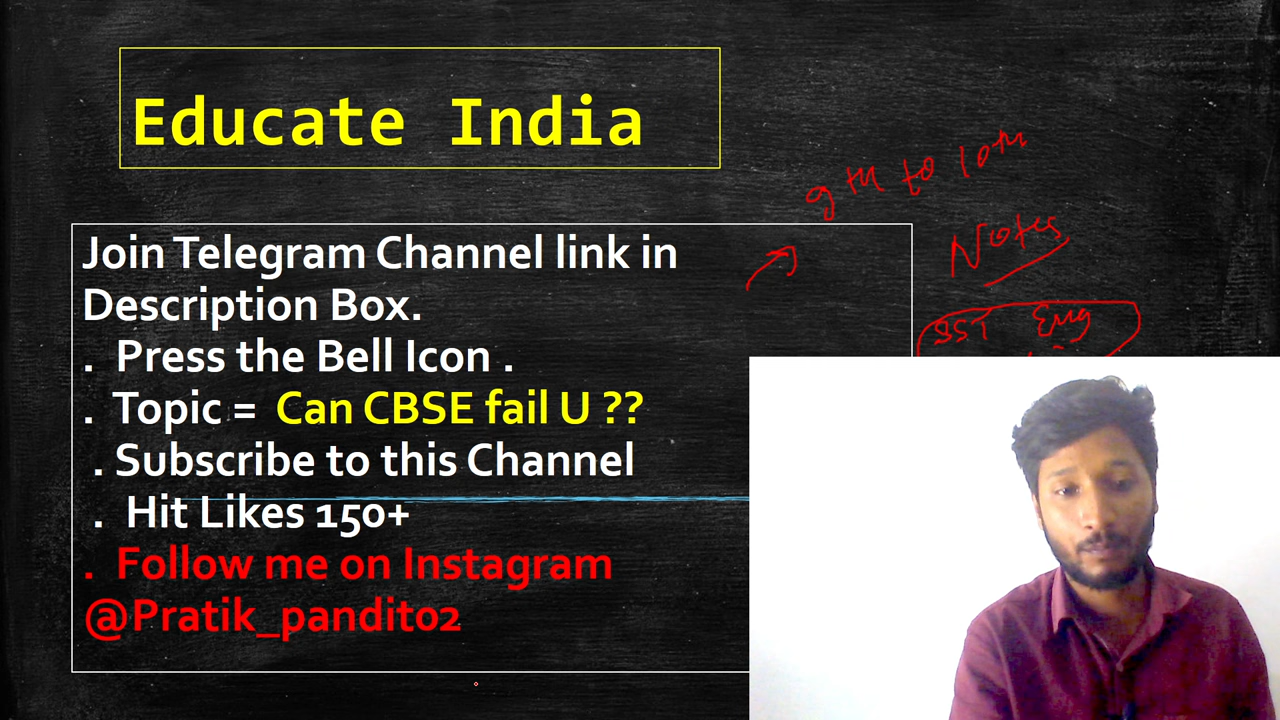 Educate India
9th to 10th
Notes
Join Telegram Channel link in
Description Box.
. Press the Bell Icon .
SST Eng
. Topic = Can CBSE fail U ??
. Subscribe to this Channel
. Hit Likes 150+
. Follow me on Instagram
@Pratik_pandit02